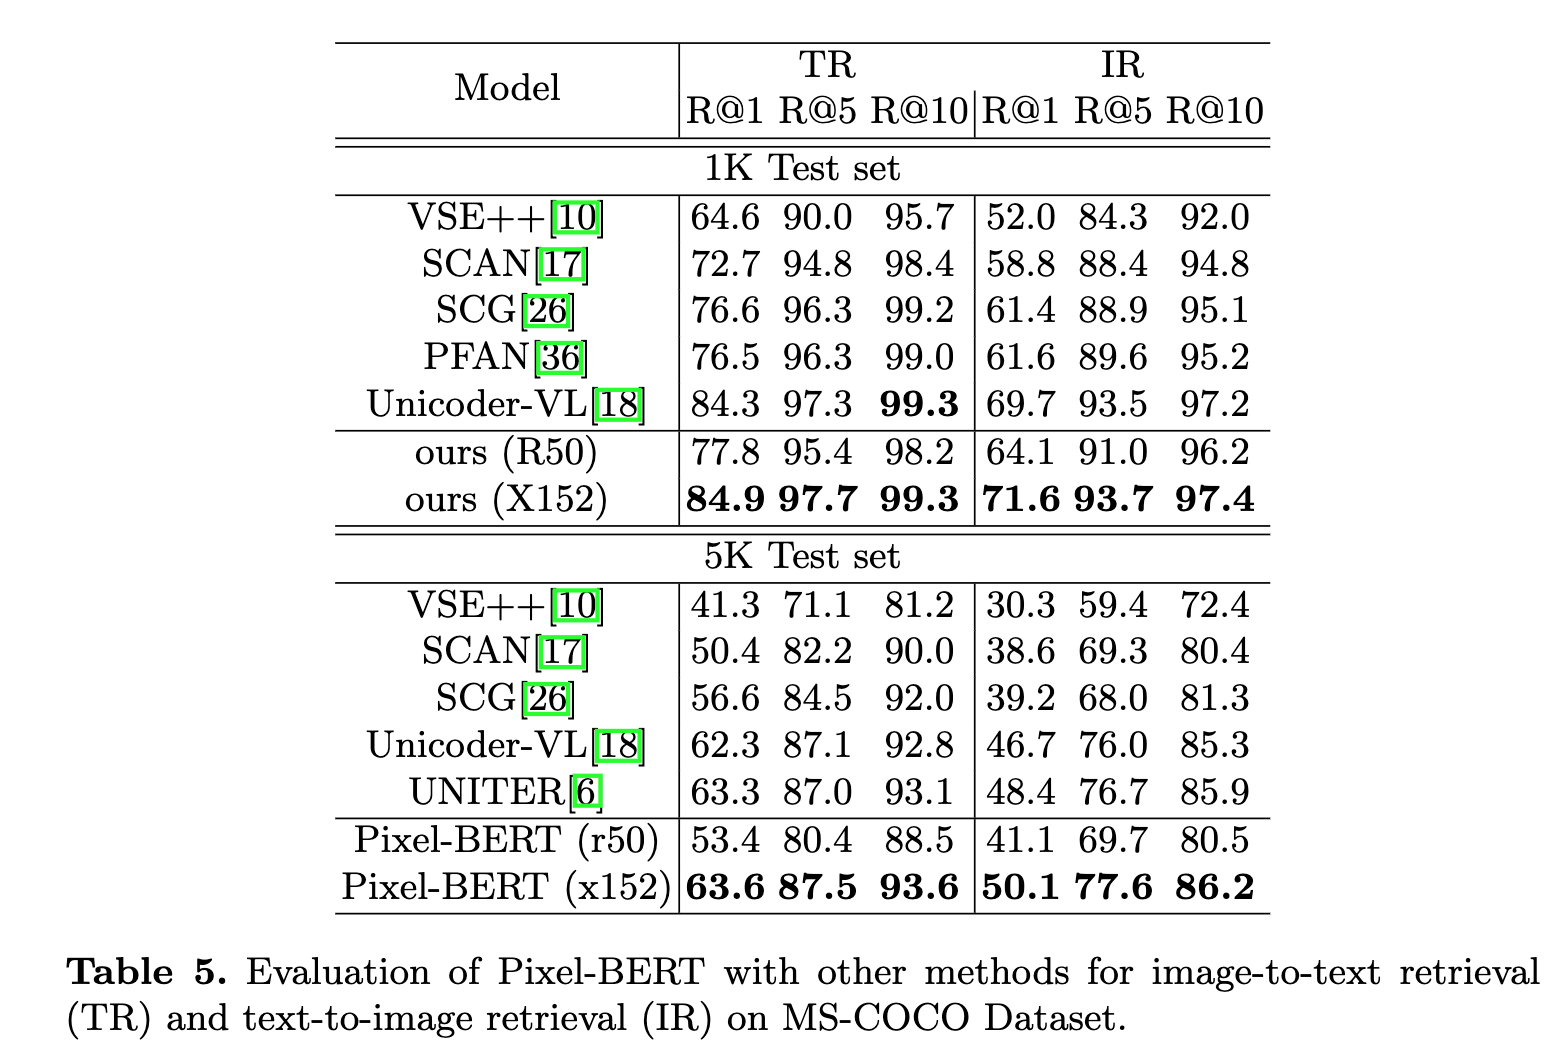 Model TR IR
R@1 R@5 R@10 R@1 R@5 R@10
1K Test set
VSE++[10] 64.6 90.0 95.7 52.0 84.3 92.0
SCAN[17] 72.7 94.8 98.4 58.8 88.4 94.8
SCG[26] 76.6 96.3 99.2 61.4 88.9 95.1
PFAN[36] 76.5 96.3 99.0 61.6 89.6 95.2
Unicoder-VL[18] 84.3 97.3 99.3 69.7 93.5 97.2
ours (R50) 77.8 95.4 98.2 64.1 91.0 96.2
ours (X152) 84.9 97.7 99.3 71.6 93.7 97.4
5K Test set
VSE++[10] 41.3 71.1 81.2 30.3 59.4 72.4
SCAN[17] 50.4 82.2 90.0 38.6 69.3 80.4
SCG[26] 56.6 84.5 92.0 39.2 68.0 81.3
Unicoder-VL[18] 62.3 87.1 92.8 46.7 76.0 85.3
UNITER[6] 63.3 87.0 93.1 48.4 76.7 85.9
Pixel-BERT (r50) 53.4 80.4 88.5 41.1 69.7 80.5
Pixel-BERT (x152) 63.6 87.5 93.6 50.1 77.6 86.2
Table 5. Evaluation of Pixel-BERT with other methods for image-to-text retrieval
(TR) and text-to-image retrieval (IR) on MS-COCO Dataset.